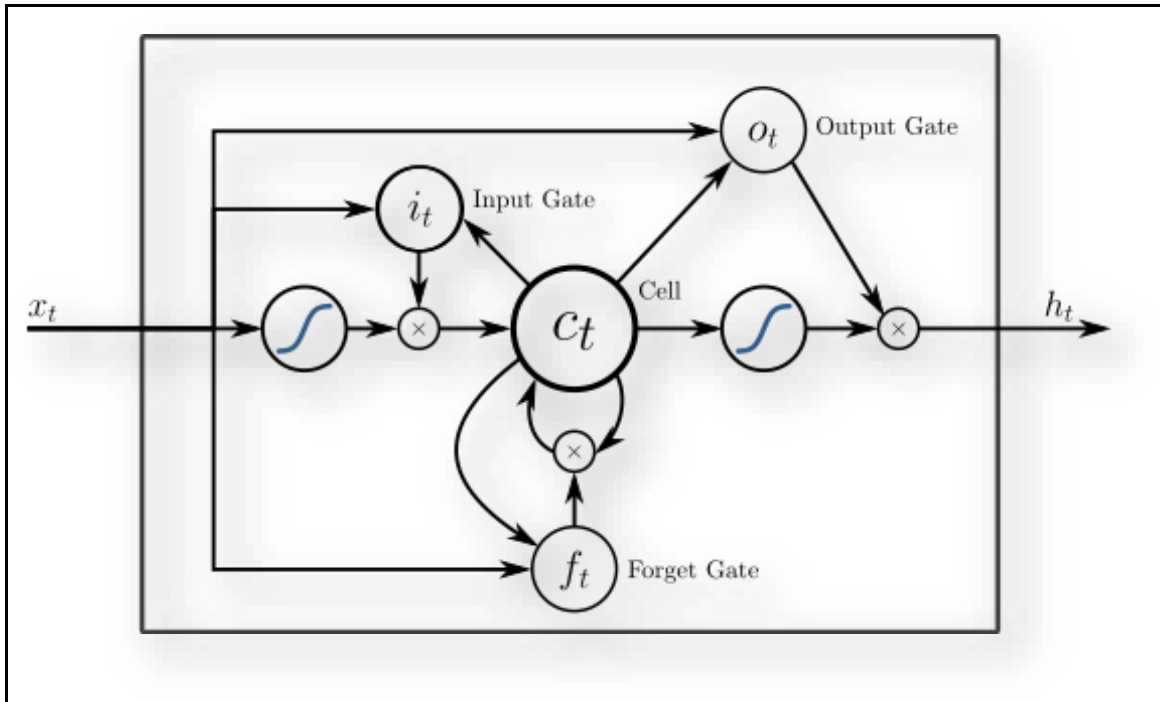 o_t Output Gate
i_t Input Gate
x_t
Cell
h_t
×
c_t
×
×
f_t Forget Gate